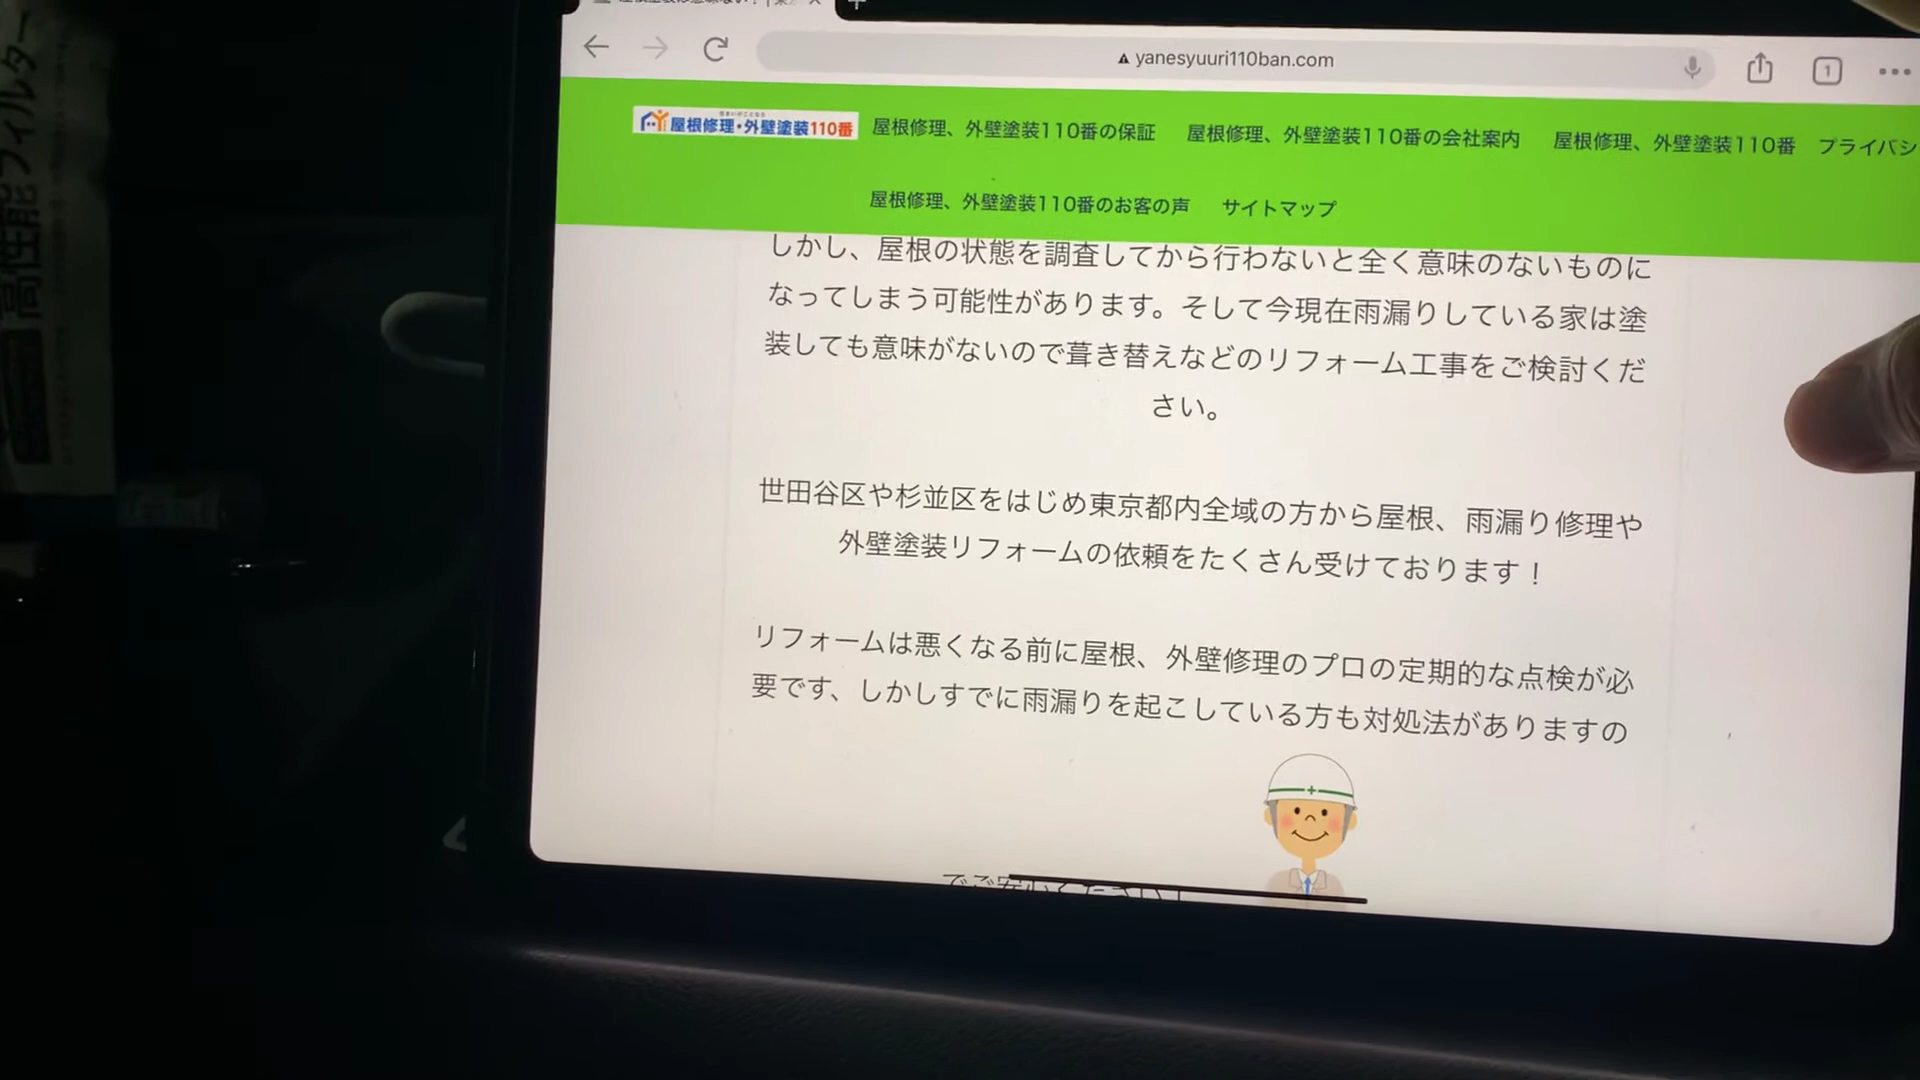 高性能フィルター
yanesyuuri110ban.com
1
屋根修理・外壁塗装110番
屋根修理、外壁塗装110番の保証
屋根修理、外壁塗装110番の会社案内
屋根修理、外壁塗装110番
プライバシ
屋根修理、外壁塗装110番のお客の声
サイトマップ
しかし、屋根の状態を調査してから行わないと全く意味のないものに
なってしまう可能性があります。そして今現在雨漏りしている家は塗
装しても意味がないので葺き替えなどのリフォーム工事をご検討くだ
さい。
世田谷区や杉並区をはじめ東京都内全域の方から屋根、雨漏り修理や
外壁塗装リフォームの依頼をたくさん受けております！
リフォームは悪くなる前に屋根、外壁修理のプロの定期的な点検が必
要です、しかしすでに雨漏りを起こしている方も対処法がありますの